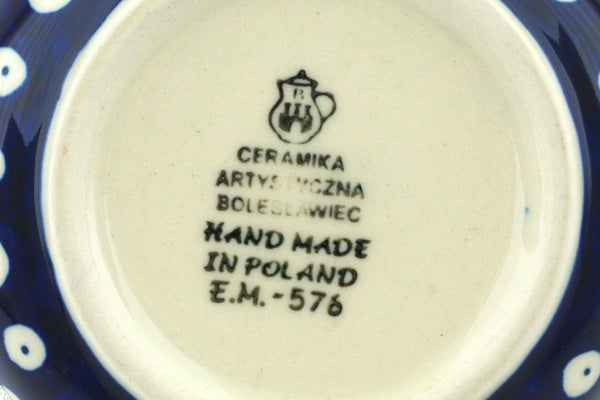 B
CERAMIKA
ARTYSTYCZNA
BOLESŁAWIEC
HAND MADE
IN POLAND
E.M.-576